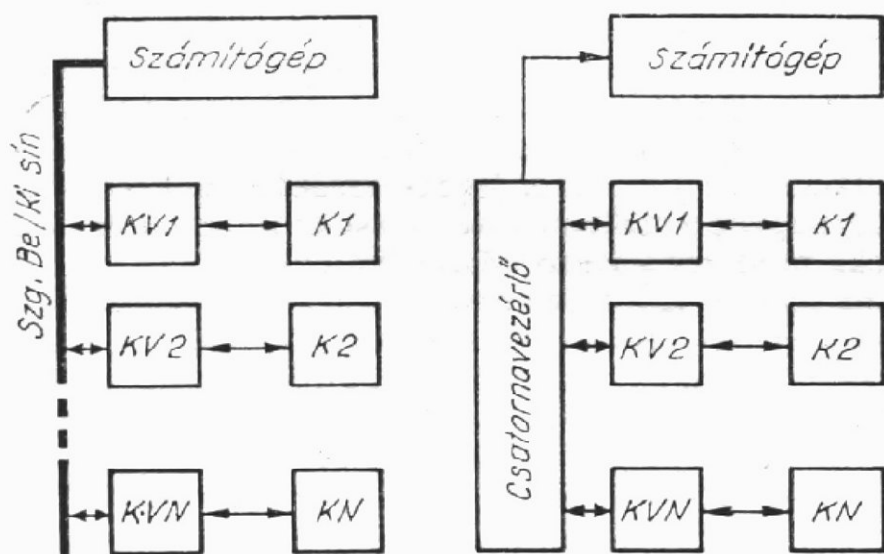 Számítógép
Szg. Be/Ki sín
KV1
K1
KV2
K2
KVN
KN
Számítógép
Csatornavezérlő
KV1
K1
KV2
K2
KVN
KN